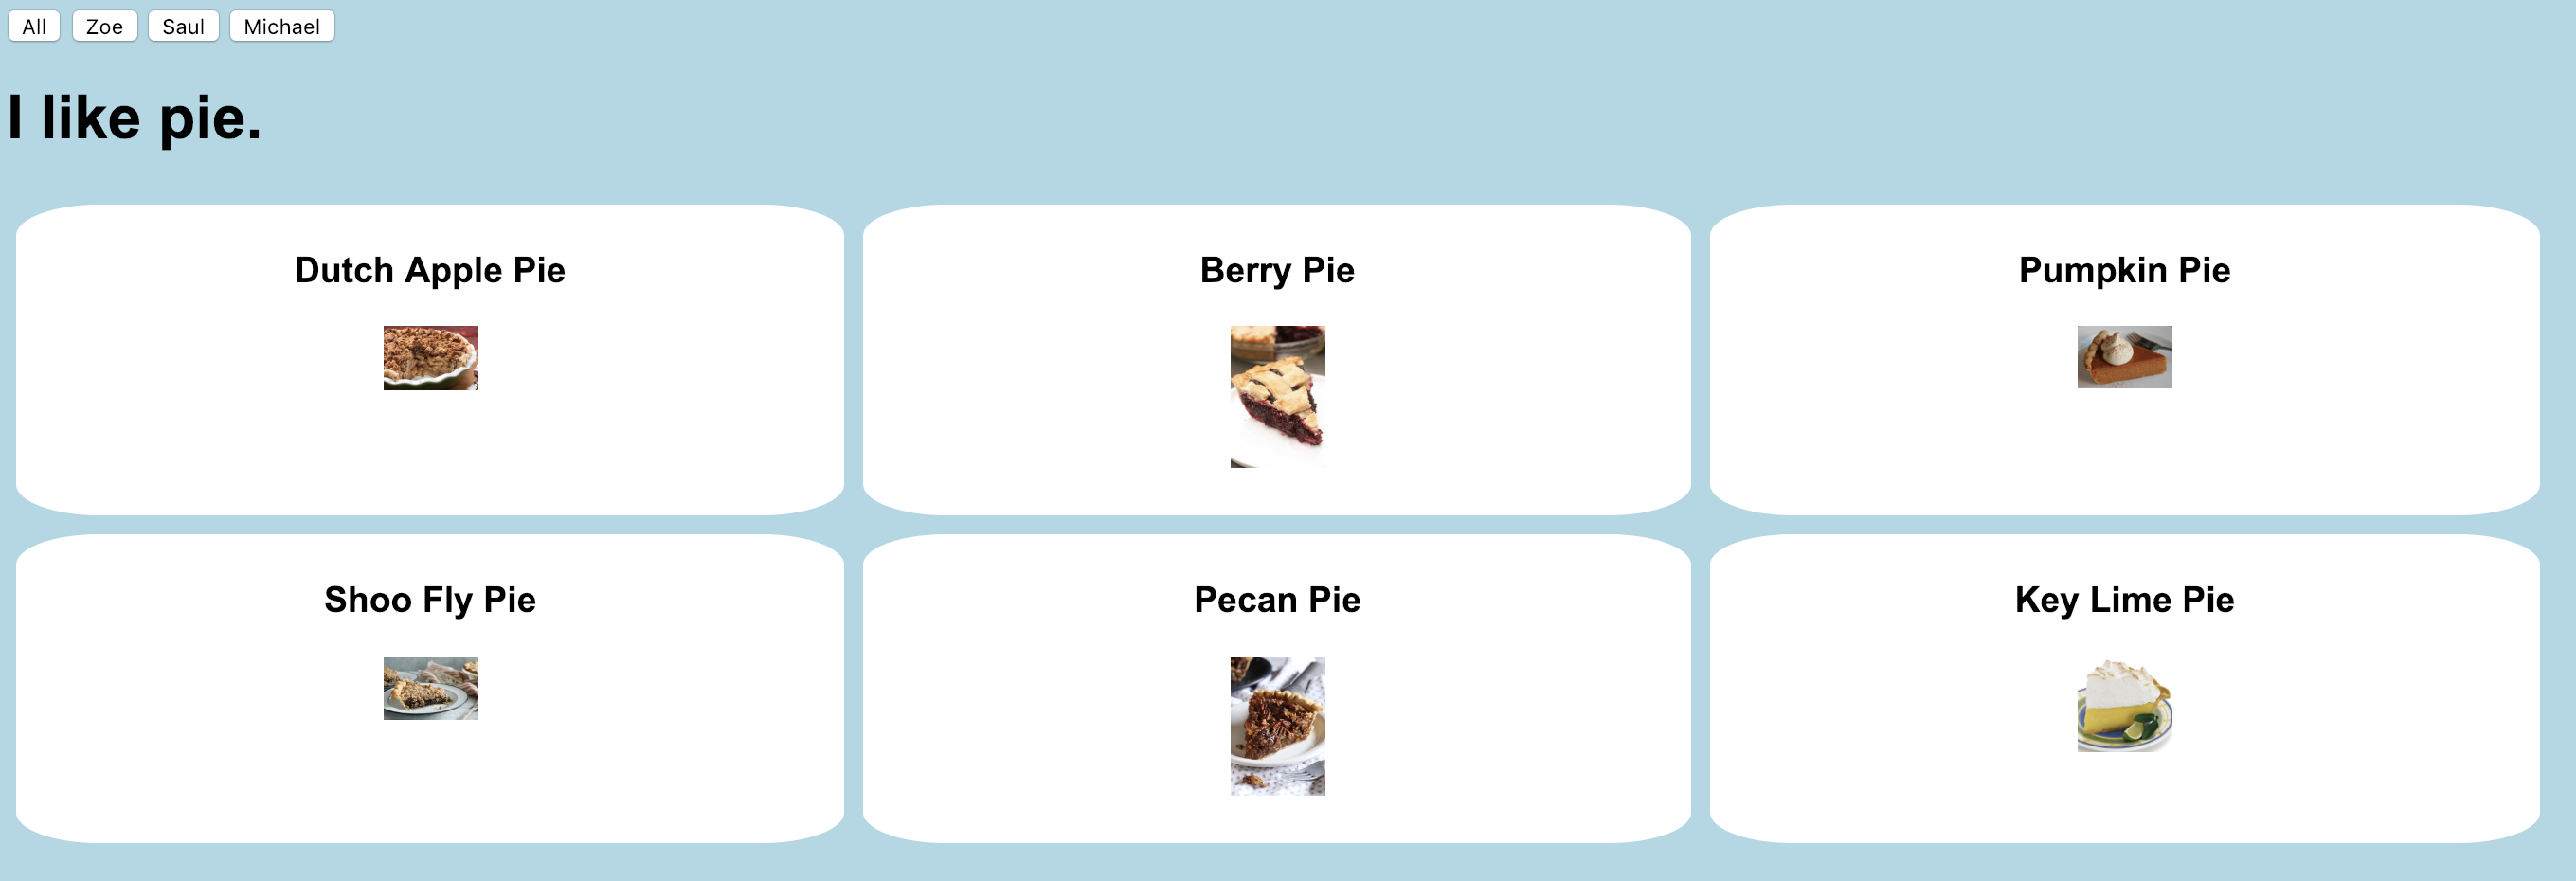 All Zoe Saul Michael
I like pie.
Dutch Apple Pie Berry Pie Pumpkin Pie
Shoo Fly Pie Pecan Pie Key Lime Pie